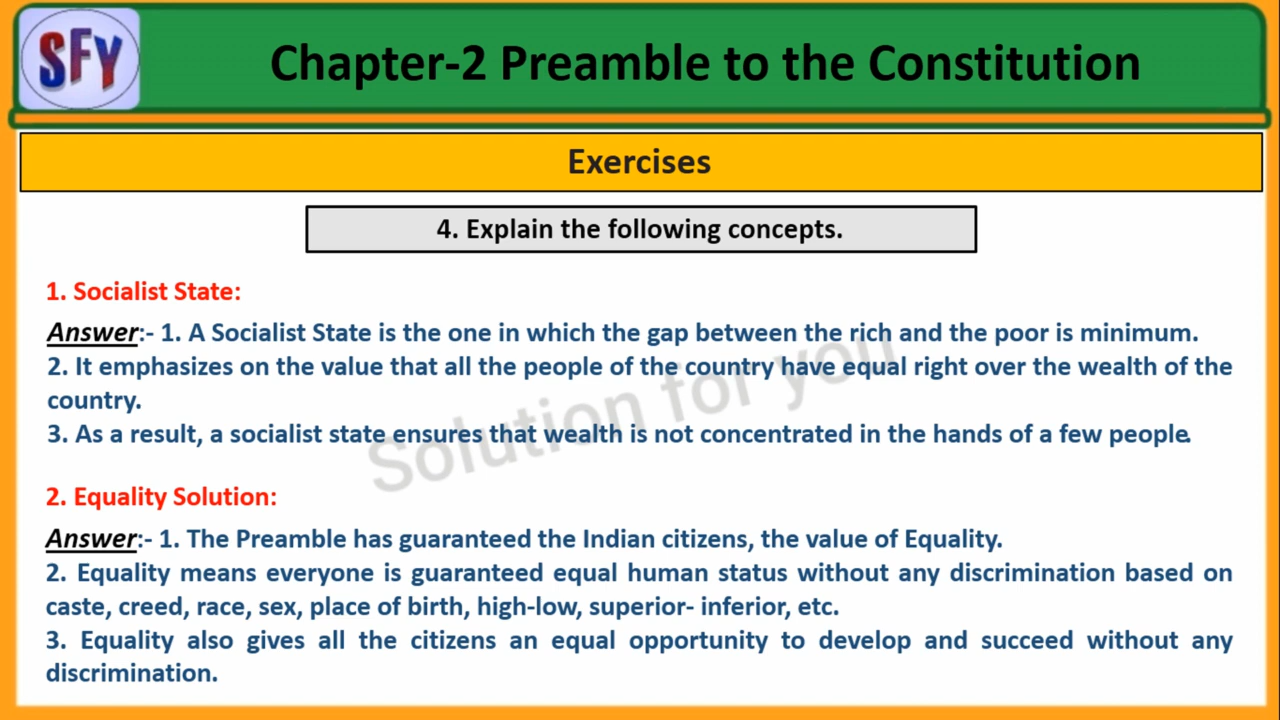 SFY
Chapter-2 Preamble to the Constitution
Exercises
4. Explain the following concepts.
1. Socialist State:
Answer:- 1. A Socialist State is the one in which the gap between the rich and the poor is minimum.
2. It emphasizes on the value that all the people of the country have equal right over the wealth of the
country.
3. As a result, a socialist state ensures that wealth is not concentrated in the hands of a few people.
Solution for you
2. Equality Solution:
Answer:- 1. The Preamble has guaranteed the Indian citizens, the value of Equality.
2. Equality means everyone is guaranteed equal human status without any discrimination based on
caste, creed, race, sex, place of birth, high-low, superior- inferior, etc.
3. Equality also gives all the citizens an equal opportunity to develop and succeed without any
discrimination.